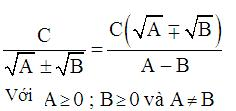 C/(√A ± √B) = C(√A ∓ √B)/(A − B)
Với A ≥ 0 ; B ≥ 0 và A ≠ B